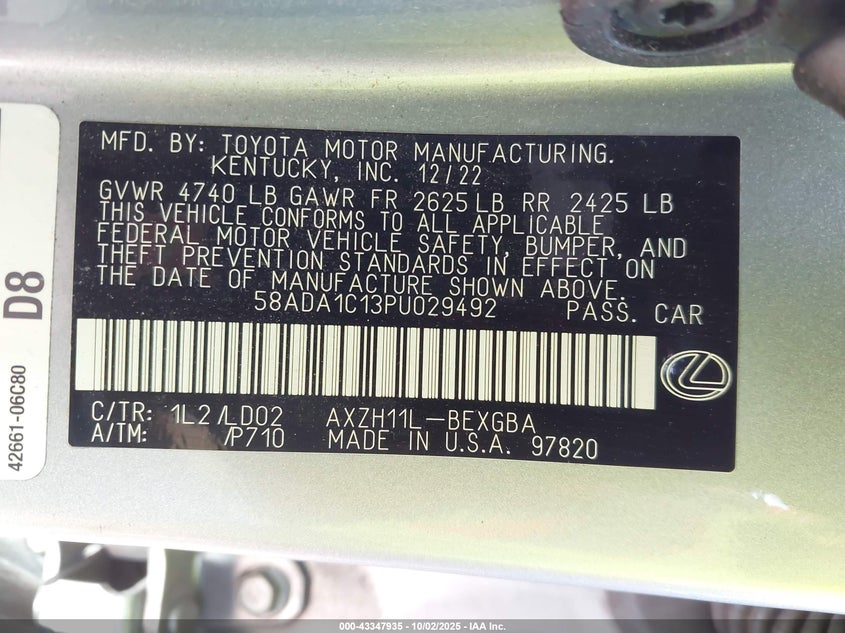 MFD. BY: TOYOTA MOTOR MANUFACTURING.
KENTUCKY, INC. 12/22
GVWR 4740 LB GAWR FR 2625 LB RR 2425 LB
THIS VEHICLE CONFORMS TO ALL APPLICABLE
FEDERAL MOTOR VEHICLE SAFETY, BUMPER, AND
THEFT PREVENTION STANDARDS IN EFFECT ON
THE DATE OF MANUFACTURE SHOWN ABOVE.
58ADA1C13PU029492 PASS. CAR
C/TR: 1L2/LD02 AXZH11L-BEXGBA
A/TM: /P710 MADE IN U.S.A. 97820
D8
42661-06C80
000-43347935 - 10/02/2025 - IAA Inc.